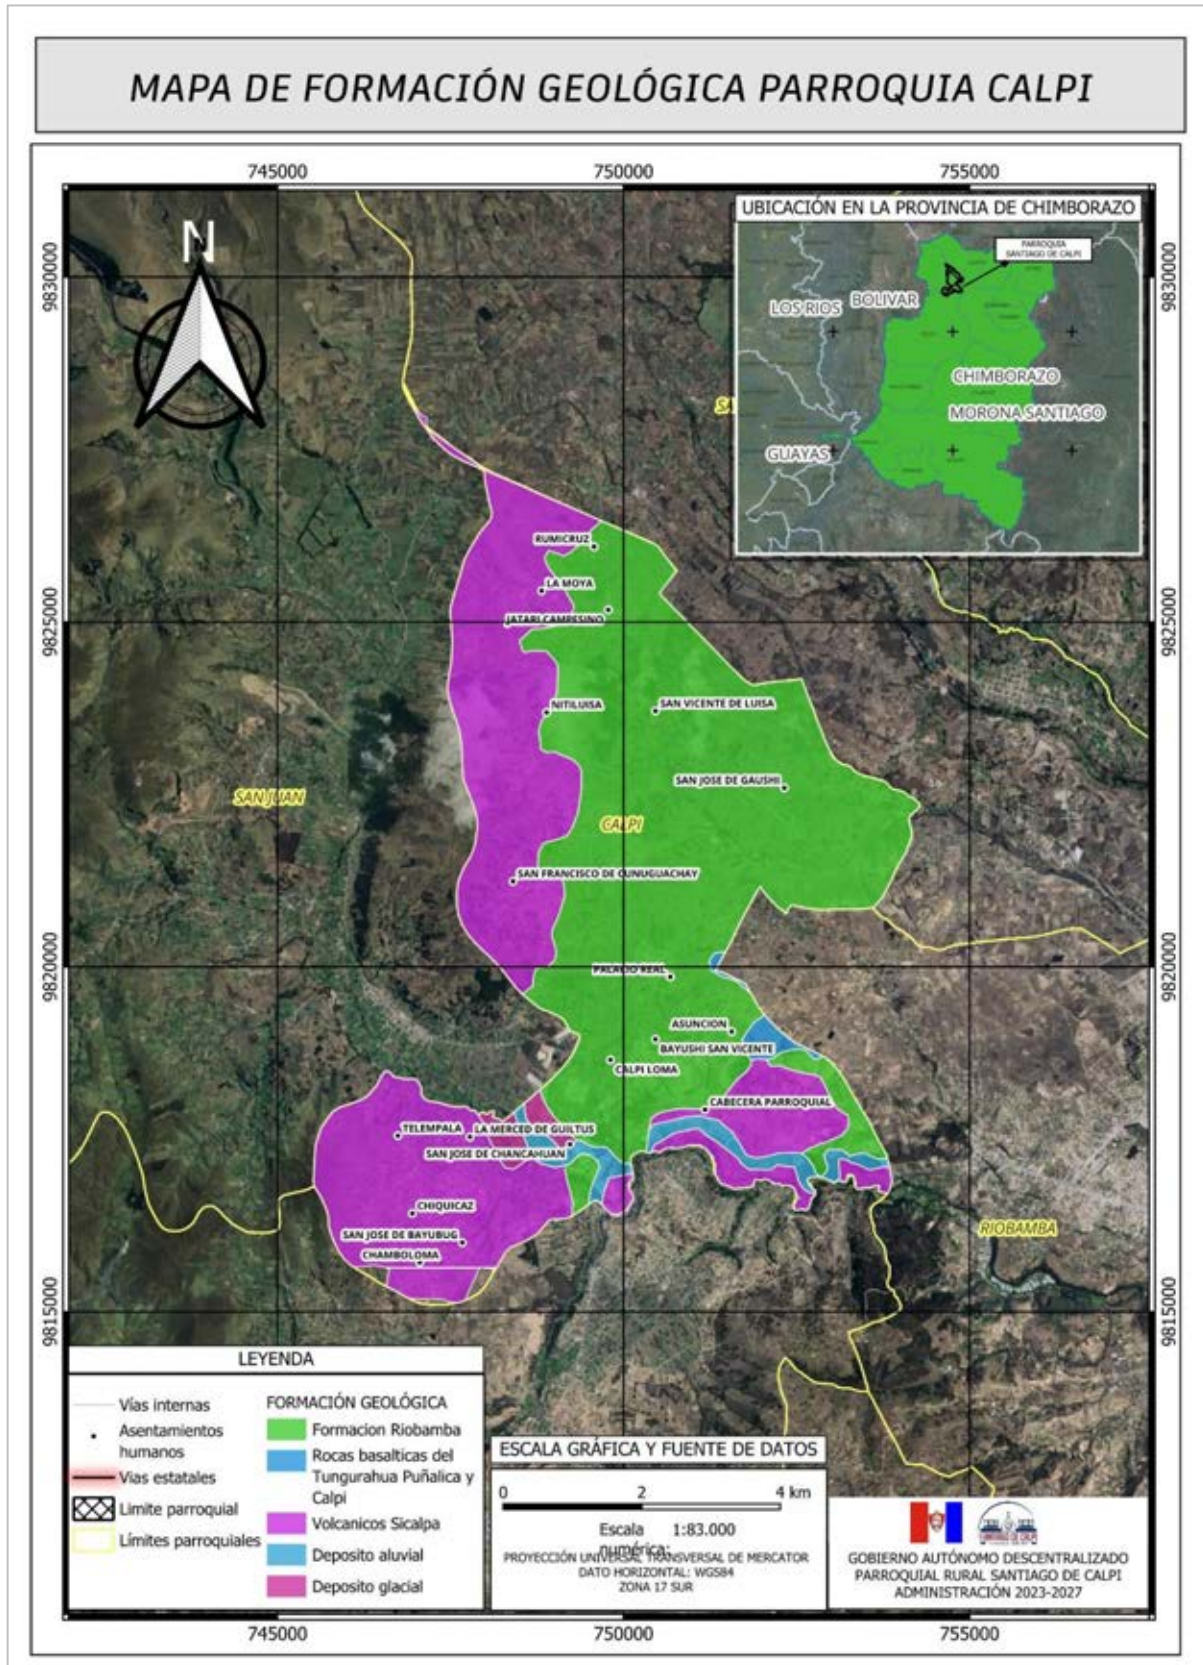 MAPA DE FORMACIÓN GEOLÓGICA PARROQUIA CALPI
745000
750000
755000
UBICACIÓN EN LA PROVINCIA DE CHIMBORAZO
PARROQUIA
SANTIAGO DE CALPI
N
9830000
9830000
LOS RIOS
BOLIVAR
CHIMBORAZO
MORONA SANTIAGO
GUAYAS
SA
RUMICRUZ
LA MOYA
JATARI CAMPESINO
9825000
9825000
NITILUISA
SAN VICENTE DE LUISA
SAN JOSE DE GAUSHI
SAN JUAN
CALPI
SAN FRANCISCO DE CUNUGUACHAY
9820000
9820000
PALACIO REAL
ASUNCION
BAYUSHI SAN VICENTE
CALPI LOMA
CABECERA PARROQUIAL
TELEMPALA
LA MERCED DE GUILTUS
SAN JOSE DE CHANCAHUAN
CHIQUICAZ
SAN JOSE DE BAYUBUG
CHAMBOLOMA
RIOBAMBA
9815000
9815000
LEYENDA
Vías internas
Asentamientos
humanos
Vias estatales
Limite parroquial
Límites parroquiales
FORMACIÓN GEOLÓGICA
Formacion Riobamba
Rocas basalticas del
Tungurahua Puñalica y
Calpi
Volcanicos Sicalpa
Deposito aluvial
Deposito glacial
ESCALA GRÁFICA Y FUENTE DE DATOS
0 2 4 km
Escala 1:83.000
numérica:
PROYECCIÓN UNIVERSAL TRANSVERSAL DE MERCATOR
DATO HORIZONTAL: WGS84
ZONA 17 SUR
GOBIERNO AUTÓNOMO DESCENTRALIZADO
PARROQUIAL RURAL SANTIAGO DE CALPI
ADMINISTRACIÓN 2023-2027
745000
750000
755000